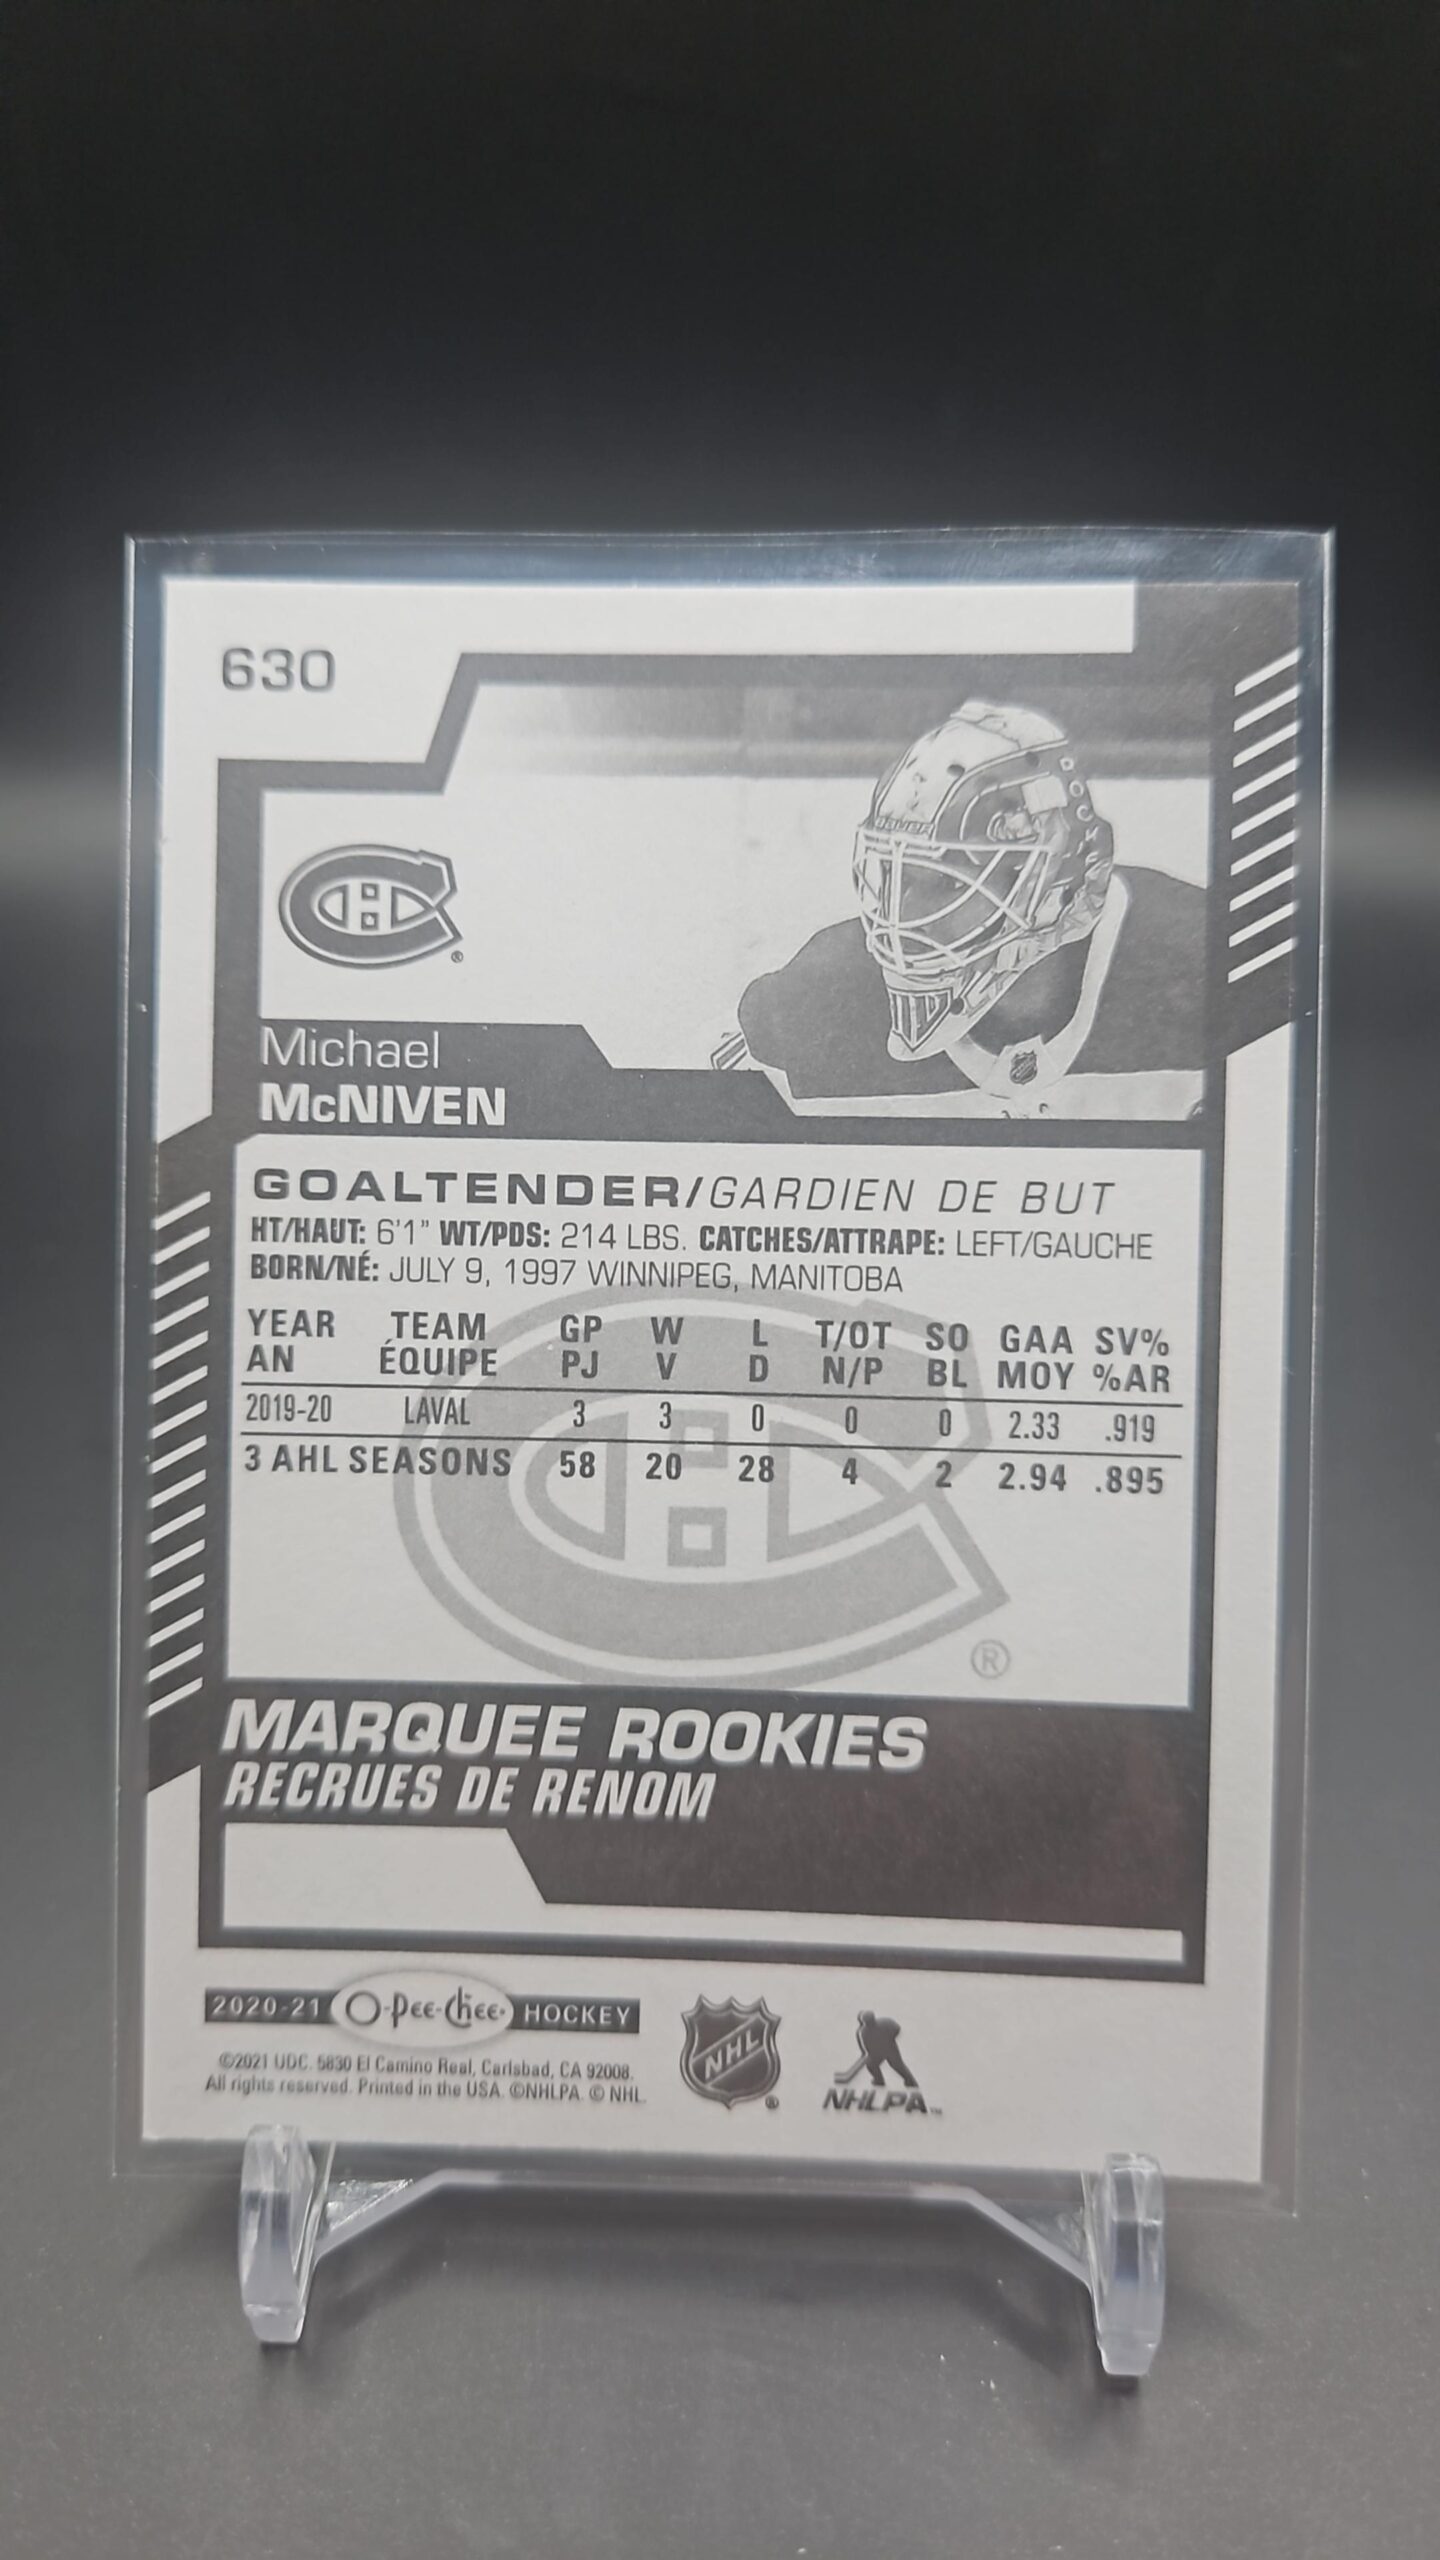 630
BAUER
Michael
McNIVEN
GOALTENDER/GARDIEN DE BUT
HT/HAUT: 6'1" WT/PDS: 214 LBS. CATCHES/ATTRAPE: LEFT/GAUCHE
BORN/NÉ: JULY 9, 1997 WINNIPEG, MANITOBA
YEAR TEAM GP W L T/OT SO GAA SV%
AN ÉQUIPE PJ V D N/P BL MOY %AR
2019-20 LAVAL 3 3 0 0 0 2.33 .919
3 AHL SEASONS 58 20 28 4 2 2.94 .895
®
MARQUEE ROOKIES
RECRUES DE RENOM
2020-21 O-Pee-Chee HOCKEY
©2021 UDC. 5830 El Camino Real, Carlsbad, CA 92008.
All rights reserved. Printed in the USA. ©NHLPA. © NHL.
NHL
NHLPA™